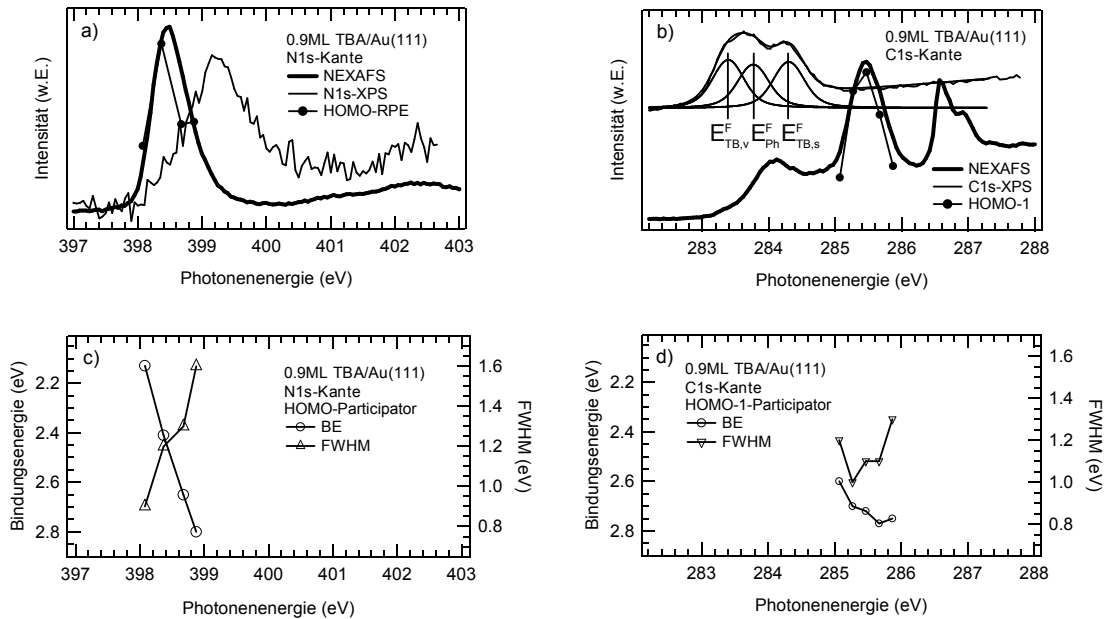 a)
0.9ML TBA/Au(111)
N1s-Kante
NEXAFS
N1s-XPS
HOMO-RPE
Intensität (w.E.)
397 398 399 400 401 402 403
Photonenenergie (eV)
b)
0.9ML TBA/Au(111)
C1s-Kante
E^F_TB,v E^F_Ph E^F_TB,s
NEXAFS
C1s-XPS
HOMO-1
Intensität (w.E.)
283 284 285 286 287 288
Photonenenergie (eV)
c)
0.9ML TBA/Au(111)
N1s-Kante
HOMO-Participator
BE
FWHM
Bindungsenergie (eV)
2.2
2.4
2.6
2.8
1.6
1.4
1.2
1.0
0.8
FWHM (eV)
397 398 399 400 401 402 403
Photonenenergie (eV)
d)
0.9ML TBA/Au(111)
C1s-Kante
HOMO-1-Participator
BE
FWHM
Bindungsenergie (eV)
2.2
2.4
2.6
2.8
1.6
1.4
1.2
1.0
0.8
FWHM (eV)
283 284 285 286 287 288
Photonenenergie (eV)